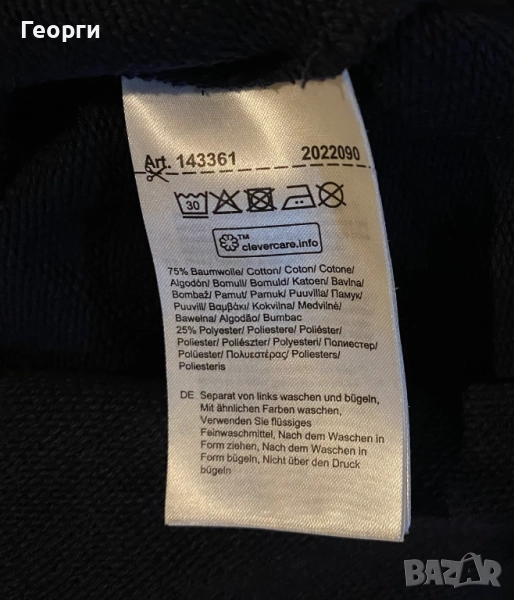 Георги
Art. 143361 2022090
30
TM
clevercare.info
75% Baumwolle/ Cotton/ Coton/ Cotone/
Algodón/ Bomull/ Bomuld/ Katoen/ Bavlna/
Bombaž/ Pamut/ Pamuk/ Puuvilla/ Памук/
Puuvill/ Βαμβάκι/ Kokvilna/ Medvilnė/
Bawełna/ Algodão/ Bumbac
25% Polyester/ Poliestere/ Poliéster/
Poliester/ Poliészter/ Polyesteri/ Полиестер/
Polüester/ Πολυεστέρας/ Poliesters/
Poliesteris
DE Separat von links waschen und bügeln,
Mit ähnlichen Farben waschen,
Verwenden Sie flüssiges
Feinwaschmittel, Nach dem Waschen in
Form ziehen, Nach dem Waschen in
Form bügeln, Nicht über den Druck
bügeln
BAZAR